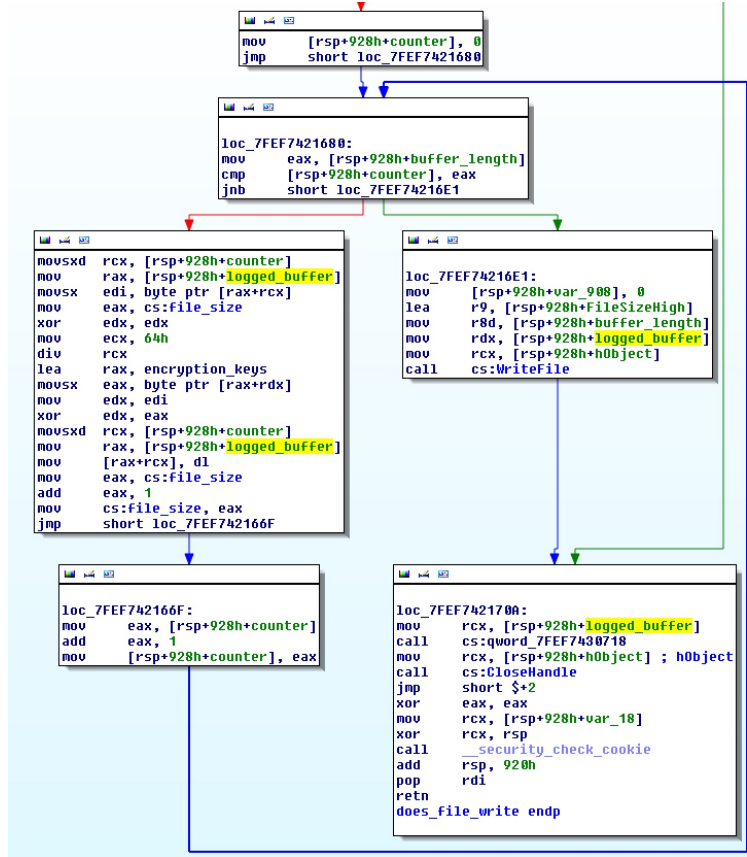 mov     [rsp+928h+counter], 0
jmp     short loc_7FEF7421680
loc_7FEF7421680:
mov     eax, [rsp+928h+buffer_length]
cmp     [rsp+928h+counter], eax
jnb     short loc_7FEF74216E1
movsxd  rcx, [rsp+928h+counter]
mov     rax, [rsp+928h+logged_buffer]
movsx   edi, byte ptr [rax+rcx]
mov     eax, cs:file_size
xor     edx, edx
mov     ecx, 64h
div     rcx
lea     rax, encryption_keys
movsx   eax, byte ptr [rax+rdx]
mov     edx, edi
xor     edx, eax
movsxd  rcx, [rsp+928h+counter]
mov     rax, [rsp+928h+logged_buffer]
mov     [rax+rcx], dl
mov     eax, cs:file_size
add     eax, 1
mov     cs:file_size, eax
jmp     short loc_7FEF742166F
loc_7FEF74216E1:
mov     [rsp+928h+var_908], 0
lea     r9, [rsp+928h+FileSizeHigh]
mov     r8d, [rsp+928h+buffer_length]
mov     rdx, [rsp+928h+logged_buffer]
mov     rcx, [rsp+928h+hObject]
call    cs:WriteFile
loc_7FEF742166F:
mov     eax, [rsp+928h+counter]
add     eax, 1
mov     [rsp+928h+counter], eax
loc_7FEF742170A:
mov     rcx, [rsp+928h+logged_buffer]
call    cs:qword_7FEF7430718
mov     rcx, [rsp+928h+hObject] ; hObject
call    cs:CloseHandle
jmp     short $+2
xor     eax, eax
mov     rcx, [rsp+928h+var_18]
xor     rcx, rsp
call    __security_check_cookie
add     rsp, 920h
pop     rdi
retn
does_file_write endp